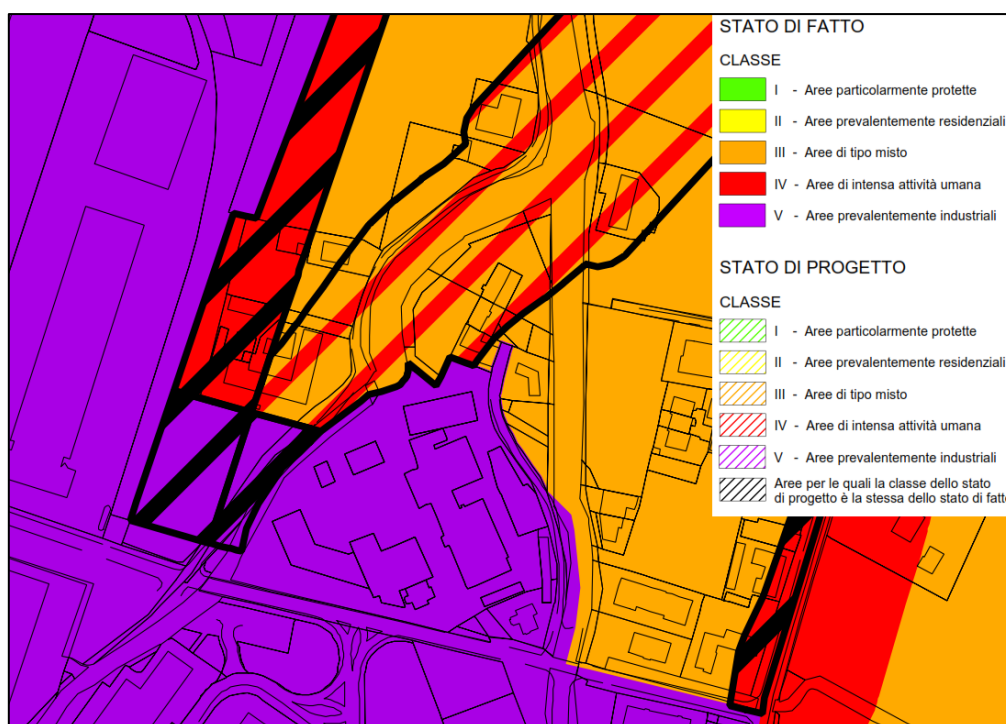 STATO DI FATTO
CLASSE
I - Aree particolarmente protette
II - Aree prevalentemente residenziali
III - Aree di tipo misto
IV - Aree di intensa attività umana
V - Aree prevalentemente industriali
STATO DI PROGETTO
CLASSE
I - Aree particolarmente protette
II - Aree prevalentemente residenziali
III - Aree di tipo misto
IV - Aree di intensa attività umana
V - Aree prevalentemente industriali
Aree per le quali la classe dello stato
di progetto è la stessa dello stato di fatto